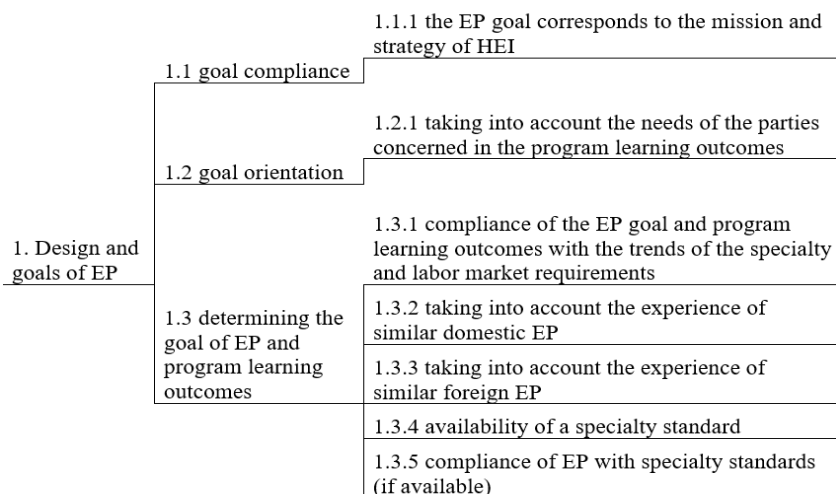 1. Design and
goals of EP
1.1 goal compliance
1.1.1 the EP goal corresponds to the mission and
strategy of HEI
1.2 goal orientation
1.2.1 taking into account the needs of the parties
concerned in the program learning outcomes
1.3 determining the
goal of EP and
program learning
outcomes
1.3.1 compliance of the EP goal and program
learning outcomes with the trends of the specialty
and labor market requirements
1.3.2 taking into account the experience of
similar domestic EP
1.3.3 taking into account the experience of
similar foreign EP
1.3.4 availability of a specialty standard
1.3.5 compliance of EP with specialty standards
(if available)